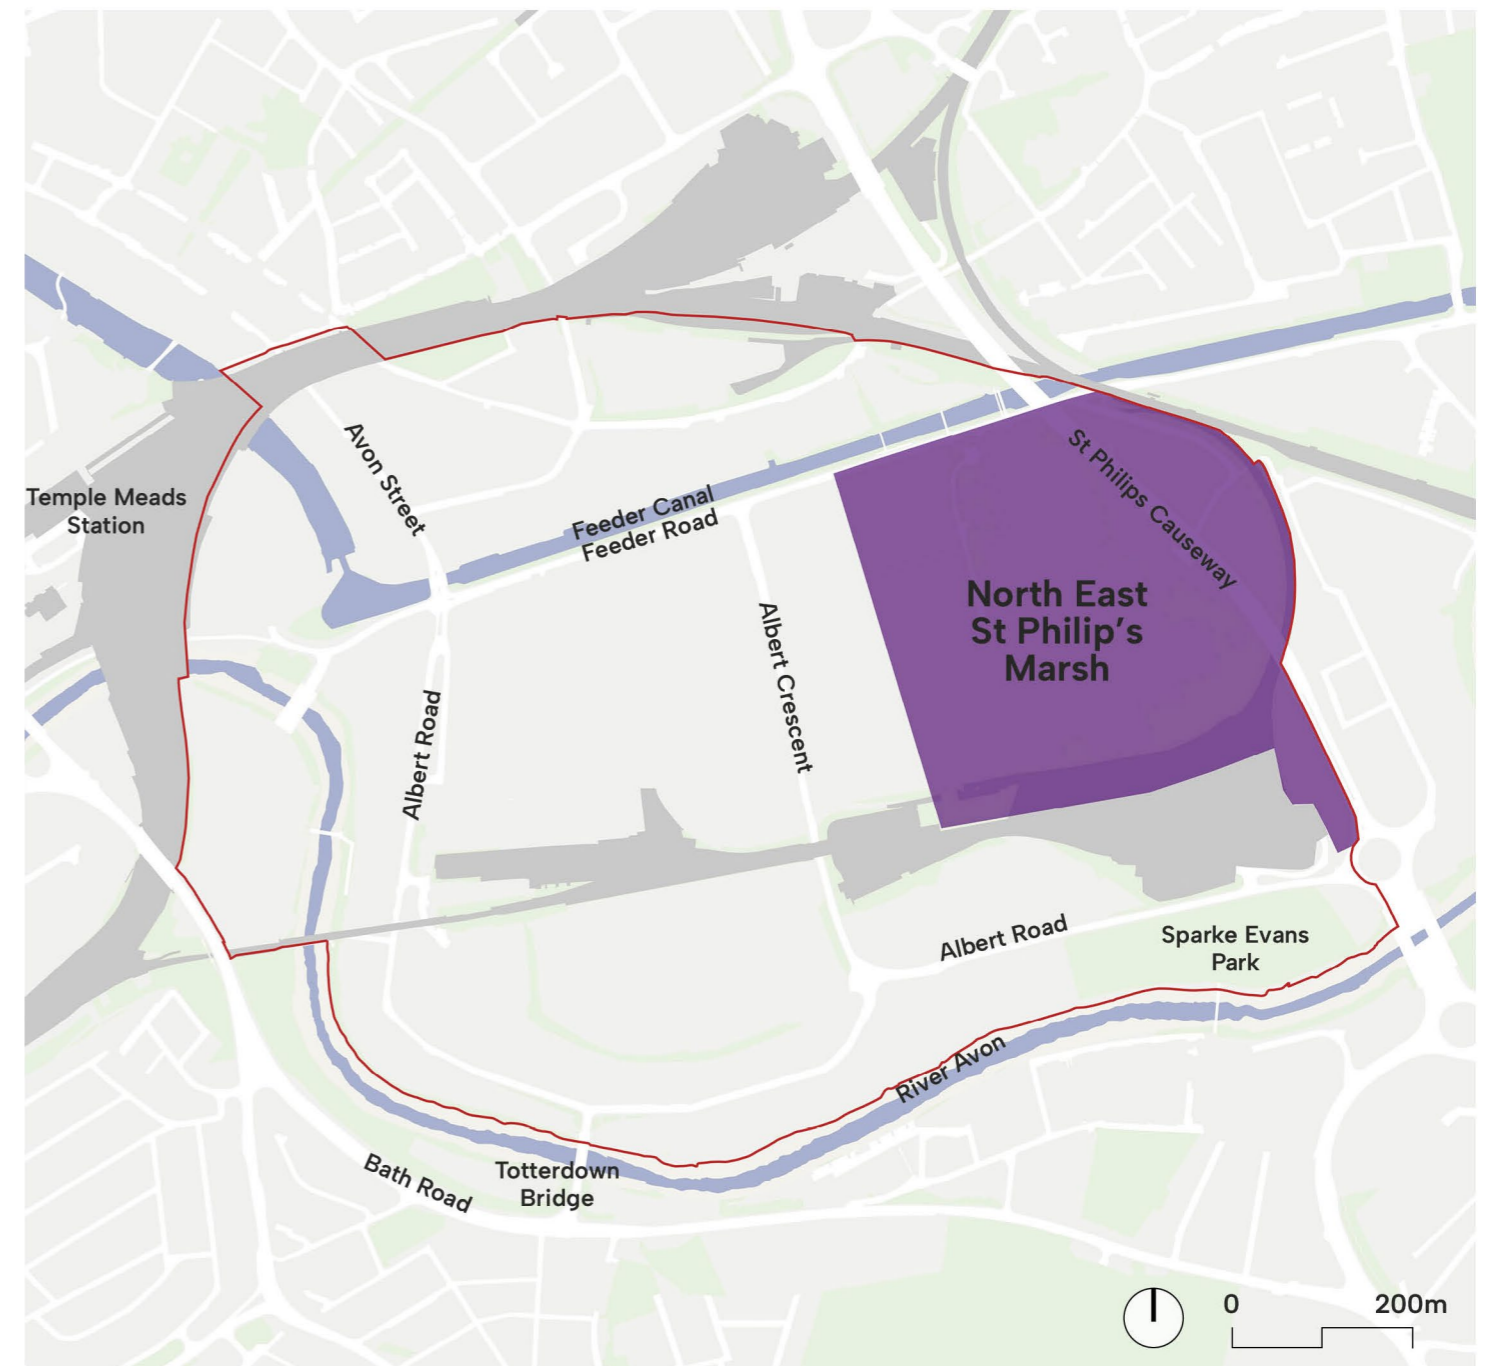 St Philips Causeway
Avon Street
Temple Meads
Station
Feeder Canal
Feeder Road
North East
St Philip’s
Marsh
Albert Crescent
Albert Road
Albert Road
Sparke Evans
Park
River Avon
Bath Road
Totterdown
Bridge
0 200m